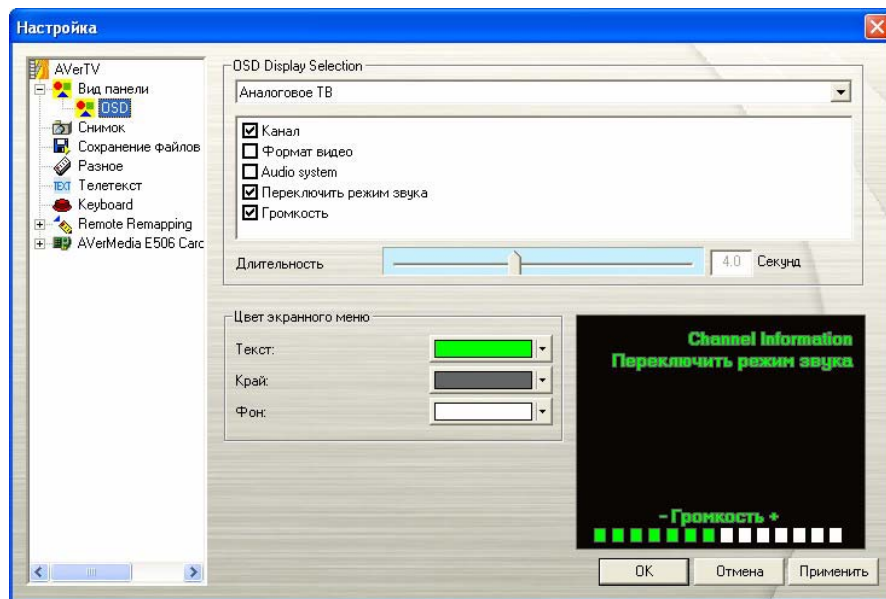 Настройка
AVerTV
Вид панели
OSD
Снимок
Сохранение файлов
Разное
TEXT Телетекст
Keyboard
Remote Remapping
AVerMedia E506 Carc
OSD Display Selection
Аналоговое ТВ
Канал
Формат видео
Audio system
Переключить режим звука
Громкость
Длительность
4.0 Секунд
Цвет экранного меню
Текст:
Край:
Фон:
Channel Information
Переключить режим звука
- Громкость +
OK Отмена Применить